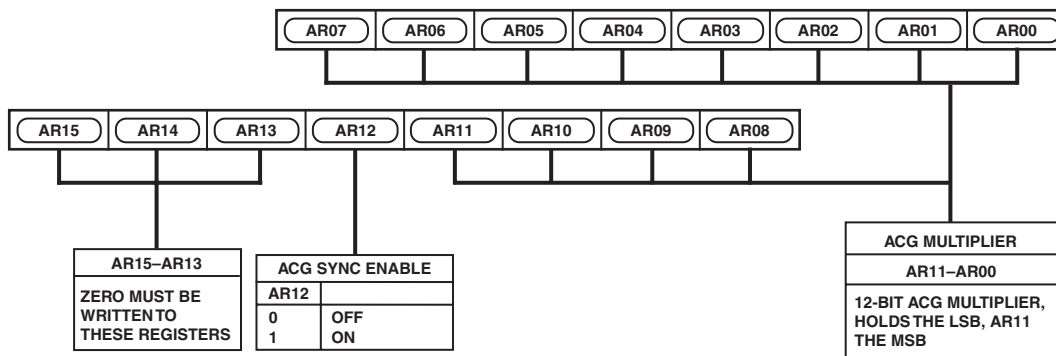 AR07 AR06 AR05 AR04 AR03 AR02 AR01 AR00
AR15 AR14 AR13 AR12 AR11 AR10 AR09 AR08
AR15–AR13
ZERO MUST BE
WRITTEN TO
THESE REGISTERS
ACG SYNC ENABLE
AR12
0 OFF
1 ON
ACG MULTIPLIER
AR11–AR00
12-BIT ACG MULTIPLIER,
HOLDS THE LSB, AR11
THE MSB